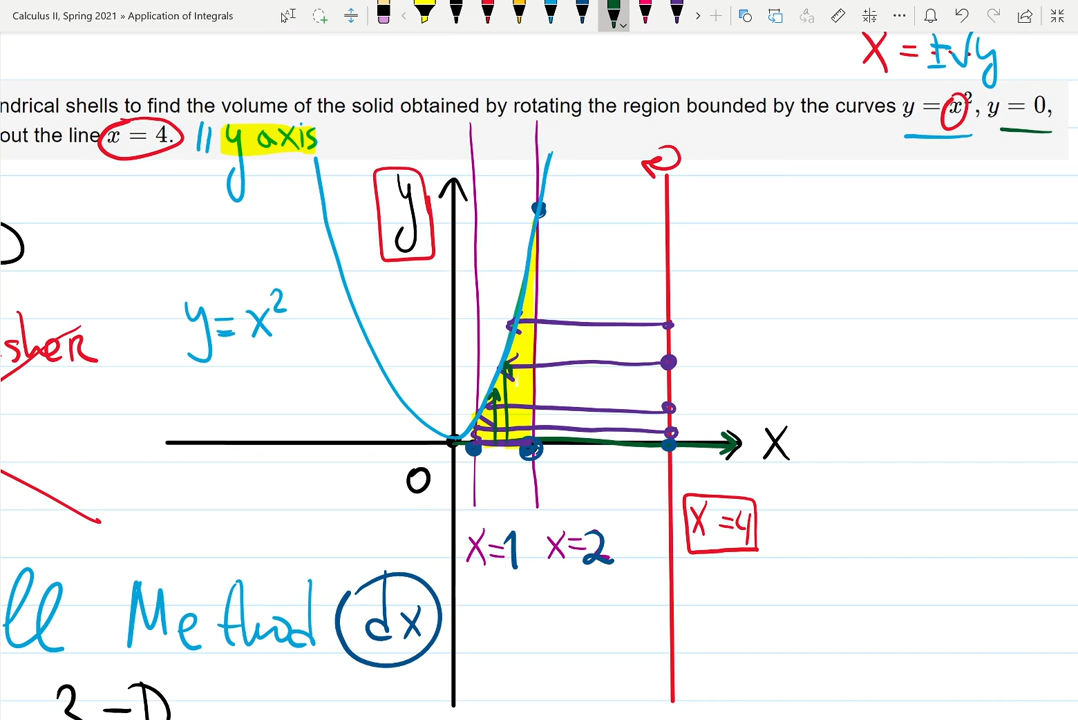 Calculus II, Spring 2021 » Application of Integrals
X = ±√y
ndrical shells to find the volume of the solid obtained by rotating the region bounded by the curves y = x², y = 0,
out the line x = 4. || y axis
y
y = x²
sher
X
O
X = 4
X=1 X=2
ll Method dx
3-D